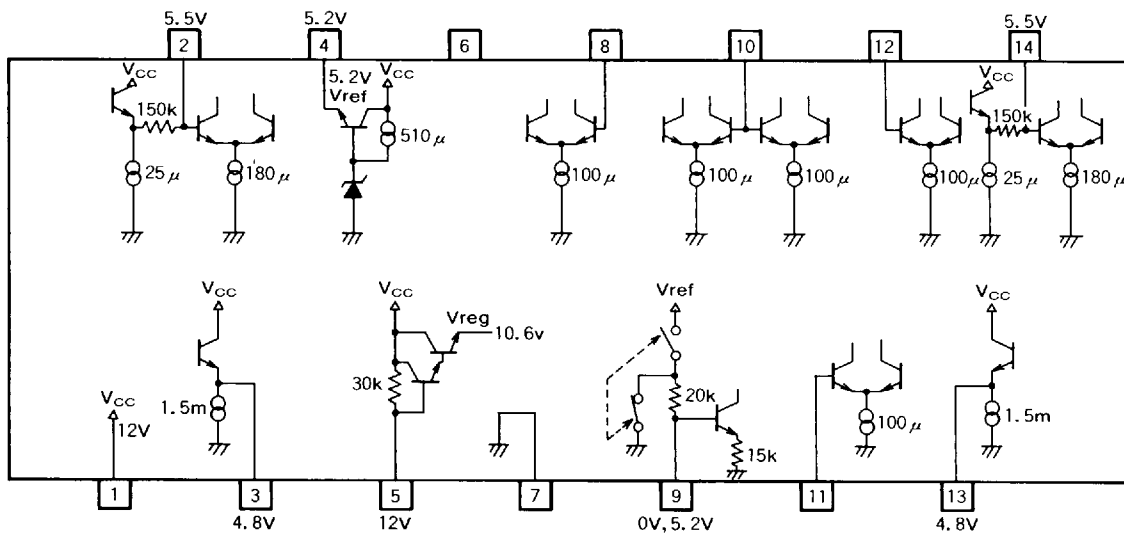 5.5V 5.2V 5.5V
2 4 6 8 10 12 14
VCC 5.2V VCC VCC
150k Vref 150k
510μ
25μ 180μ 100μ 100μ 100μ 100μ 25μ 180μ
VCC VCC Vref VCC
Vreg 10.6v
30k 20k
VCC 1.5m 1.5m
12V 100μ
15k
1 3 5 7 9 11 13
4.8V 12V 0V, 5.2V 4.8V